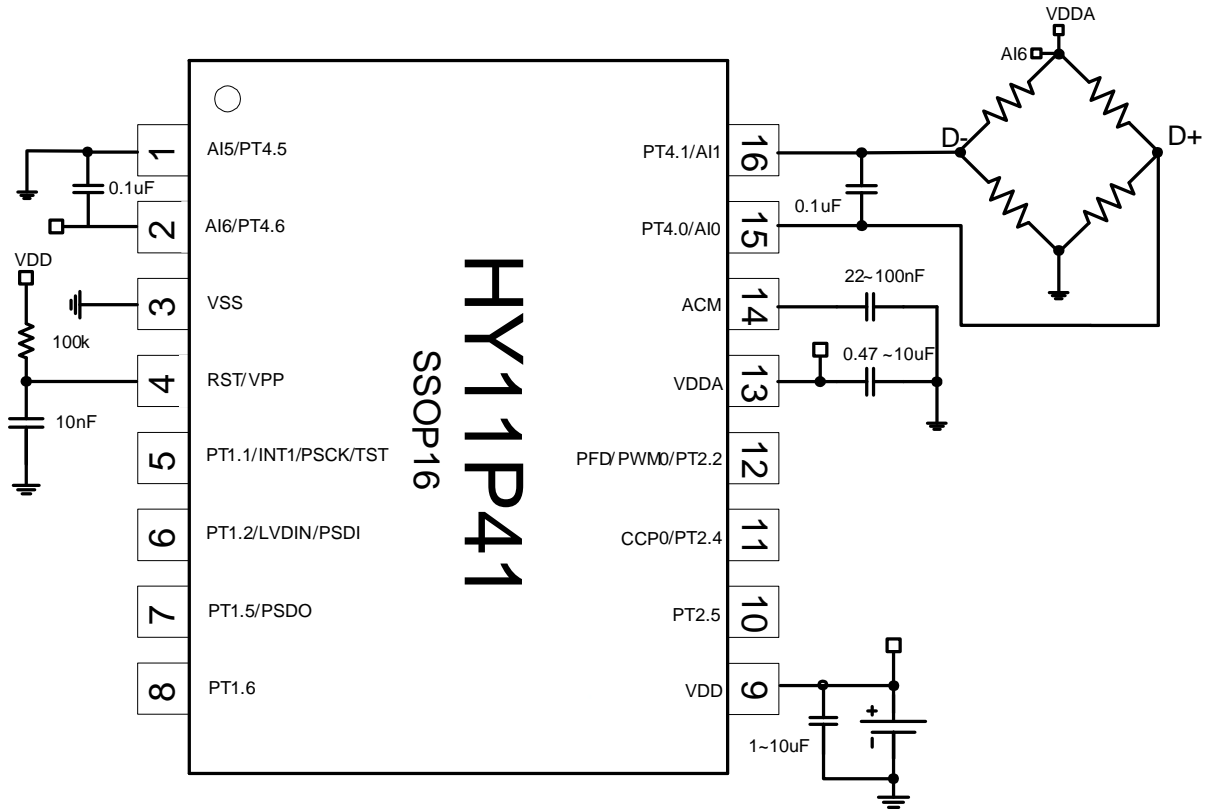 VDDA
AI6
D-
D+
1
AI5/PT4.5
0.1uF
2
AI6/PT4.6
VDD
3
VSS
100k
4
RST/VPP
10nF
5
PT1.1/INT1/PSCK/TST
6
PT1.2/LVDIN/PSDI
7
PT1.5/PSDO
8
PT1.6
HY11P41
SSOP16
PT4.1/AI1
16
0.1uF
PT4.0/AI0
15
22~100nF
ACM
14
0.47 ~10uF
VDDA
13
PFD/PWM0/PT2.2
12
CCP0/PT2.4
11
PT2.5
10
VDD
9
1~10uF
+
-